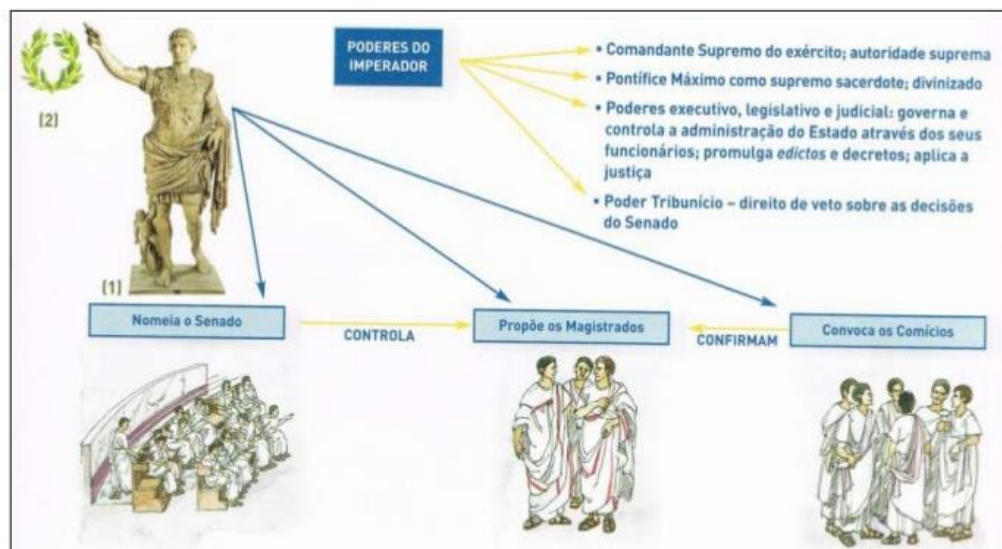 PODERES DO
IMPERADOR
• Comandante Supremo do exército; autoridade suprema
• Pontífice Máximo como supremo sacerdote; divinizado
• Poderes executivo, legislativo e judicial: governa e
controla a administração do Estado através dos seus
funcionários; promulga edictos e decretos; aplica a
justiça
• Poder Tribunício – direito de veto sobre as decisões
do Senado
(2)
(1)
Nomeia o Senado
CONTROLA
Propõe os Magistrados
CONFIRMAM
Convoca os Comícios